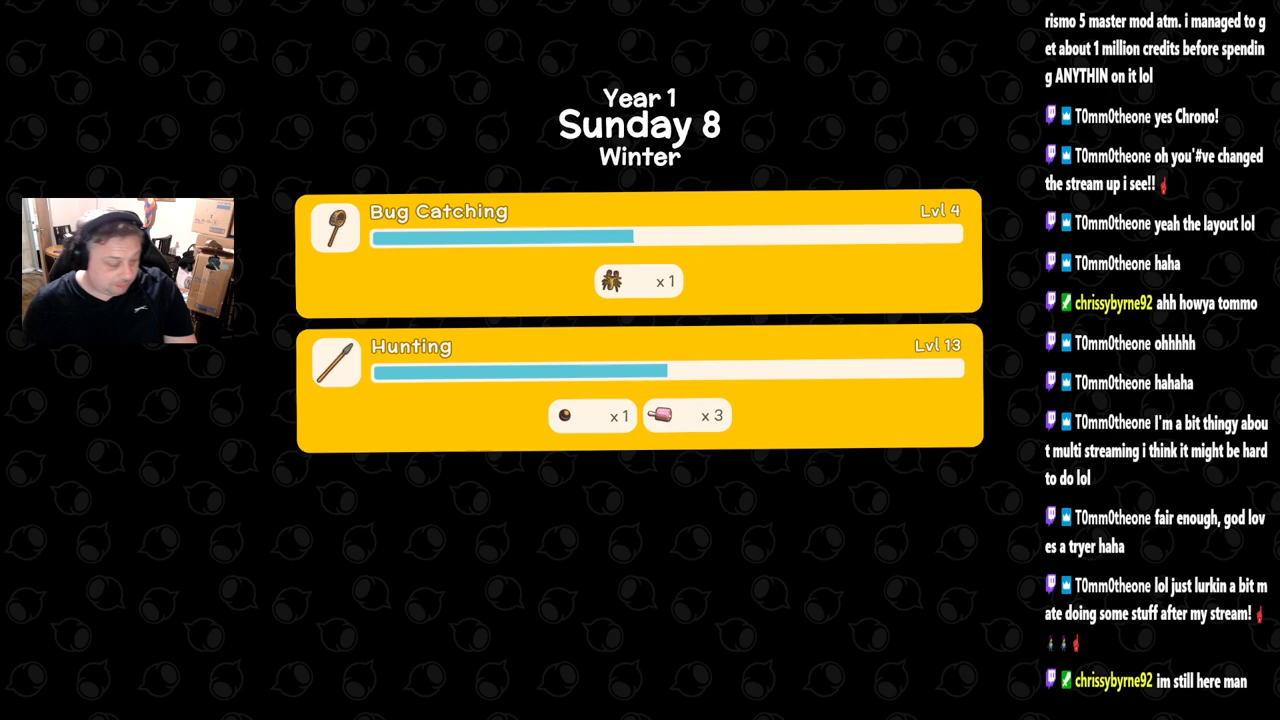 Year 1
Sunday 8
Winter
Bug Catching
Lvl 4
x 1
Hunting
Lvl 13
x 1
x 3
rismo 5 master mod atm. i managed to g
et about 1 million credits before spendin
g ANYTHIN on it lol
T0mm0theone yes Chrono!
T0mm0theone oh you'#ve changed
the stream up i see!!
T0mm0theone yeah the layout lol
T0mm0theone haha
chrissybyrne92 ahh howya tommo
T0mm0theone ohhhhh
T0mm0theone hahaha
T0mm0theone I'm a bit thingy abou
t multi streaming i think it might be hard
to do lol
T0mm0theone fair enough, god lov
es a tryer haha
T0mm0theone lol just lurkin a bit m
ate doing some stuff after my stream!
chrissybyrne92 im still here man